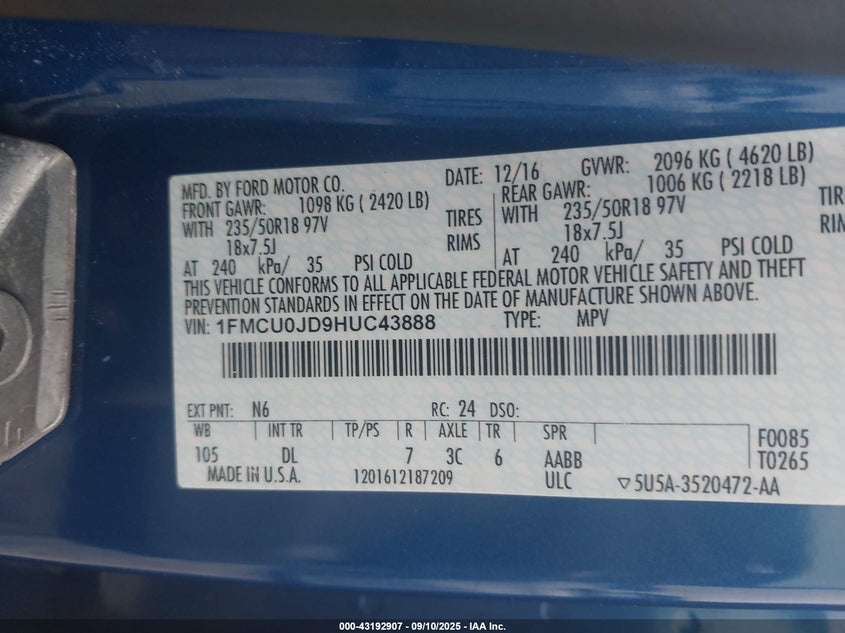 MFD. BY FORD MOTOR CO. DATE: 12/16 GVWR: 2096 KG ( 4620 LB)
FRONT GAWR: 1098 KG ( 2420 LB) REAR GAWR: 1006 KG ( 2218 LB)
WITH 235/50R18 97V TIRES WITH 235/50R18 97V TIRE
18x7.5J RIMS 18x7.5J RIM
AT 240 kPa/ 35 PSI COLD AT 240 kPa/ 35 PSI COLD
THIS VEHICLE CONFORMS TO ALL APPLICABLE FEDERAL MOTOR VEHICLE SAFETY AND THEFT
PREVENTION STANDARDS IN EFFECT ON THE DATE OF MANUFACTURE SHOWN ABOVE.
VIN: 1FMCU0JD9HUC43888 TYPE: MPV
EXT PNT: N6 RC: 24 DSO:
WB INT TR TP/PS R AXLE TR SPR F0085
105 DL 7 3C 6 AABB T0265
MADE IN U.S.A. 1201612187209 ULC ▽5U5A-3520472-AA
000-43192907 - 09/10/2025 - IAA Inc.